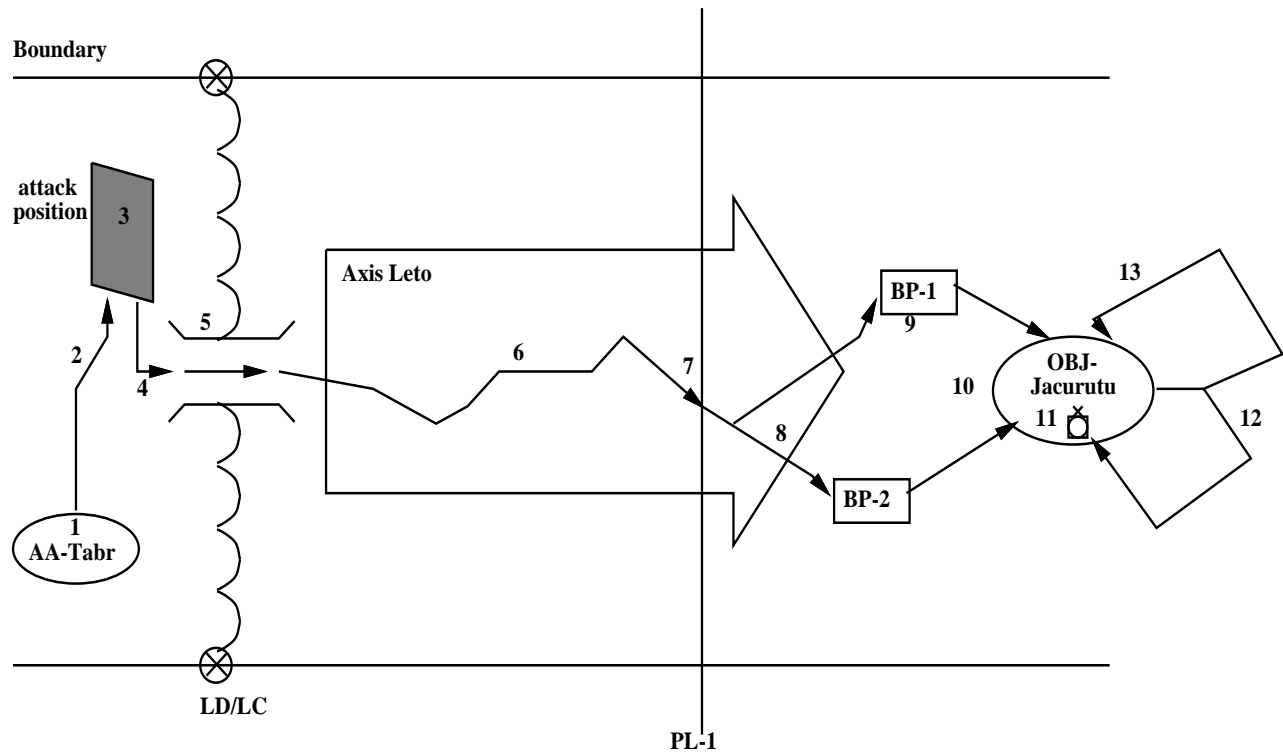 Boundary
attack
position
3
5
2
4
1
AA-Tabr
LD/LC
Axis Leto
6
7
PL-1
8
BP-1
9
BP-2
10
OBJ-
Jacurutu
11
12
13